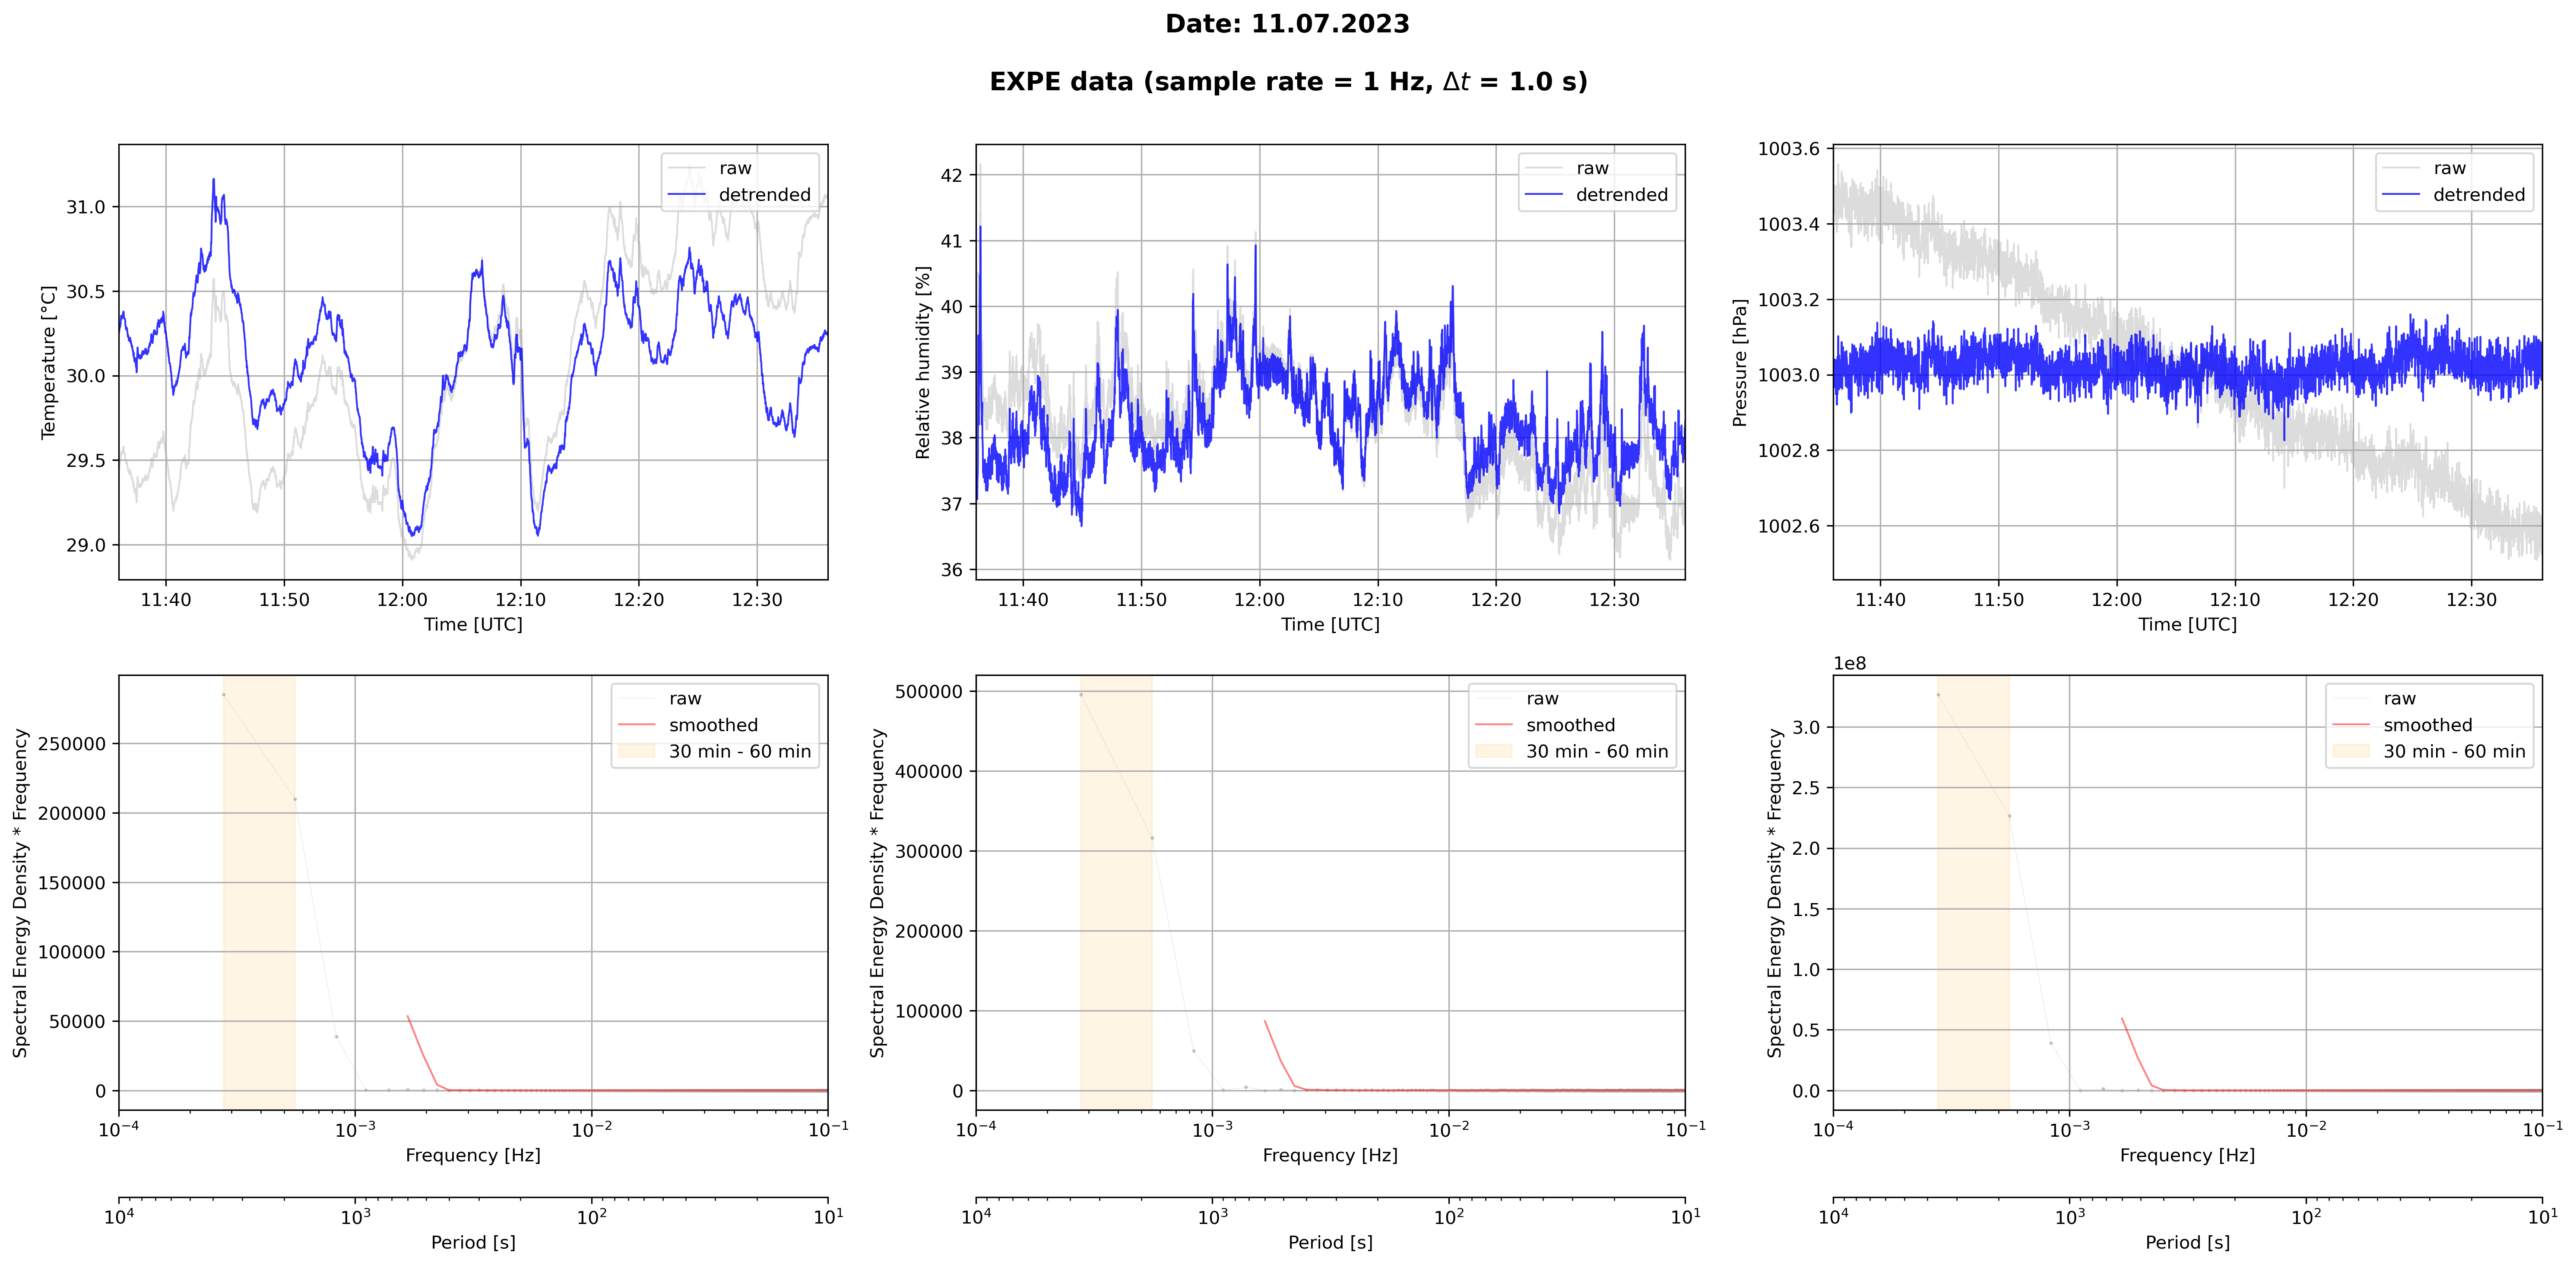 Date: 11.07.2023
EXPE data (sample rate = 1 Hz, Δt = 1.0 s)
raw
detrended
31.0
30.5
30.0
29.5
29.0
Temperature [°C]
11:40 11:50 12:00 12:10 12:20 12:30
Time [UTC]
raw
detrended
42
41
40
39
38
37
36
Relative humidity [%]
11:40 11:50 12:00 12:10 12:20 12:30
Time [UTC]
raw
detrended
1003.6
1003.4
1003.2
1003.0
1002.8
1002.6
Pressure [hPa]
11:40 11:50 12:00 12:10 12:20 12:30
Time [UTC]
raw
smoothed
30 min - 60 min
250000
200000
150000
100000
50000
0
Spectral Energy Density * Frequency
10⁻⁴ 10⁻³ 10⁻² 10⁻¹
Frequency [Hz]
10⁴ 10³ 10² 10¹
Period [s]
raw
smoothed
30 min - 60 min
500000
400000
300000
200000
100000
0
Spectral Energy Density * Frequency
10⁻⁴ 10⁻³ 10⁻² 10⁻¹
Frequency [Hz]
10⁴ 10³ 10² 10¹
Period [s]
1e8
raw
smoothed
30 min - 60 min
3.0
2.5
2.0
1.5
1.0
0.5
0.0
Spectral Energy Density * Frequency
10⁻⁴ 10⁻³ 10⁻² 10⁻¹
Frequency [Hz]
10⁴ 10³ 10² 10¹
Period [s]